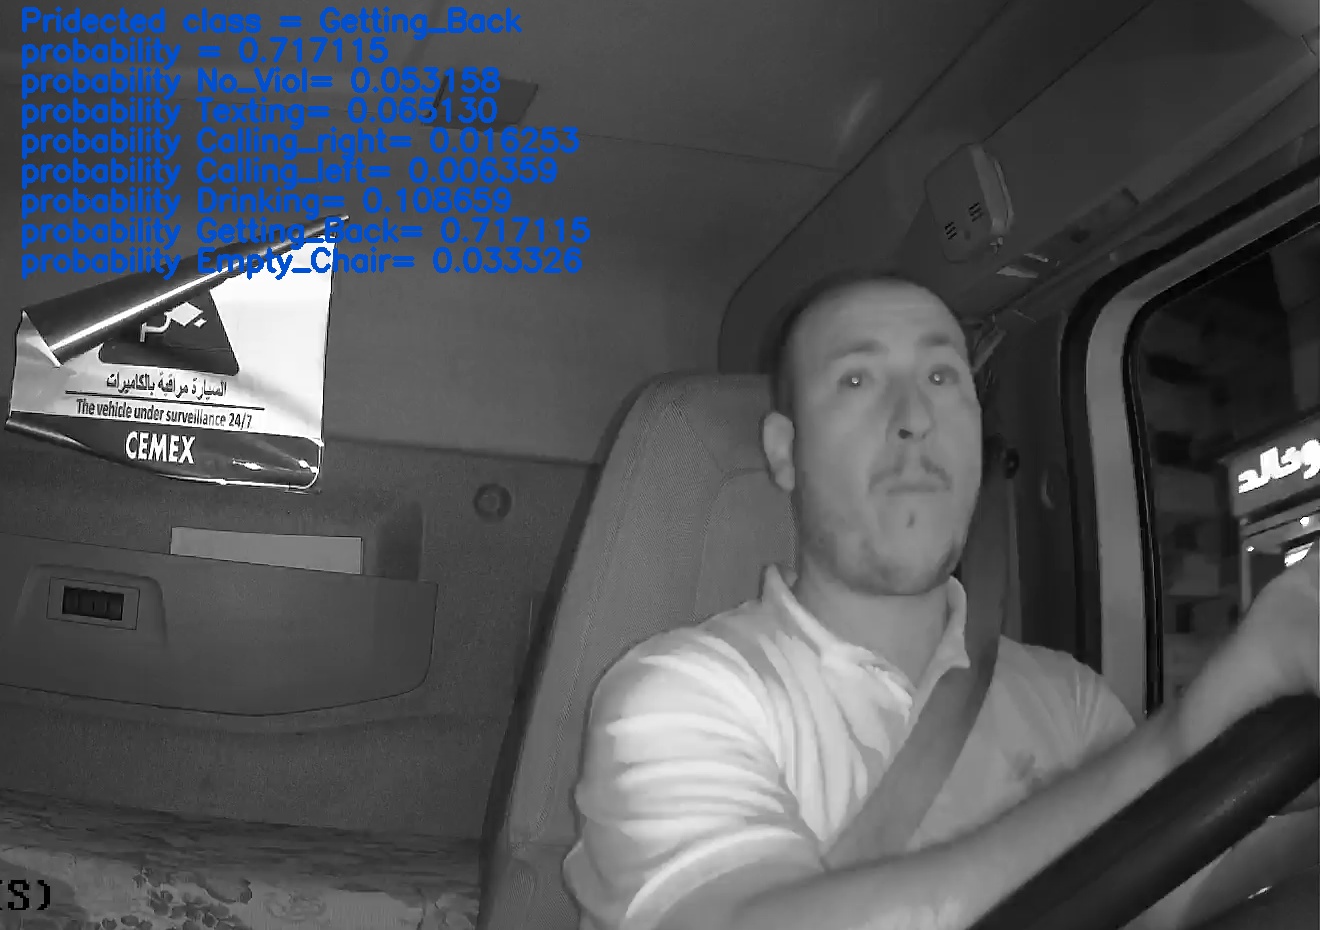 Pridected class = Getting_Back
probability = 0.717115
probability No_Viol= 0.053158
probability Texting= 0.065130
probability Calling_right= 0.016253
probability Calling_left= 0.006359
probability Drinking= 0.108659
probability Getting_Back= 0.717115
probability Empty_Chair= 0.033326
السيارة مراقبة بالكاميرات
The vehicle under surveillance 24/7
CEMEX
وخالد
S)